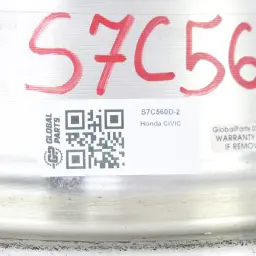 S7C56
GLOBAL
PARTS
S7C560D-2
Honda CIVIC
GlobalParts
WARRANTY
IF REMOV